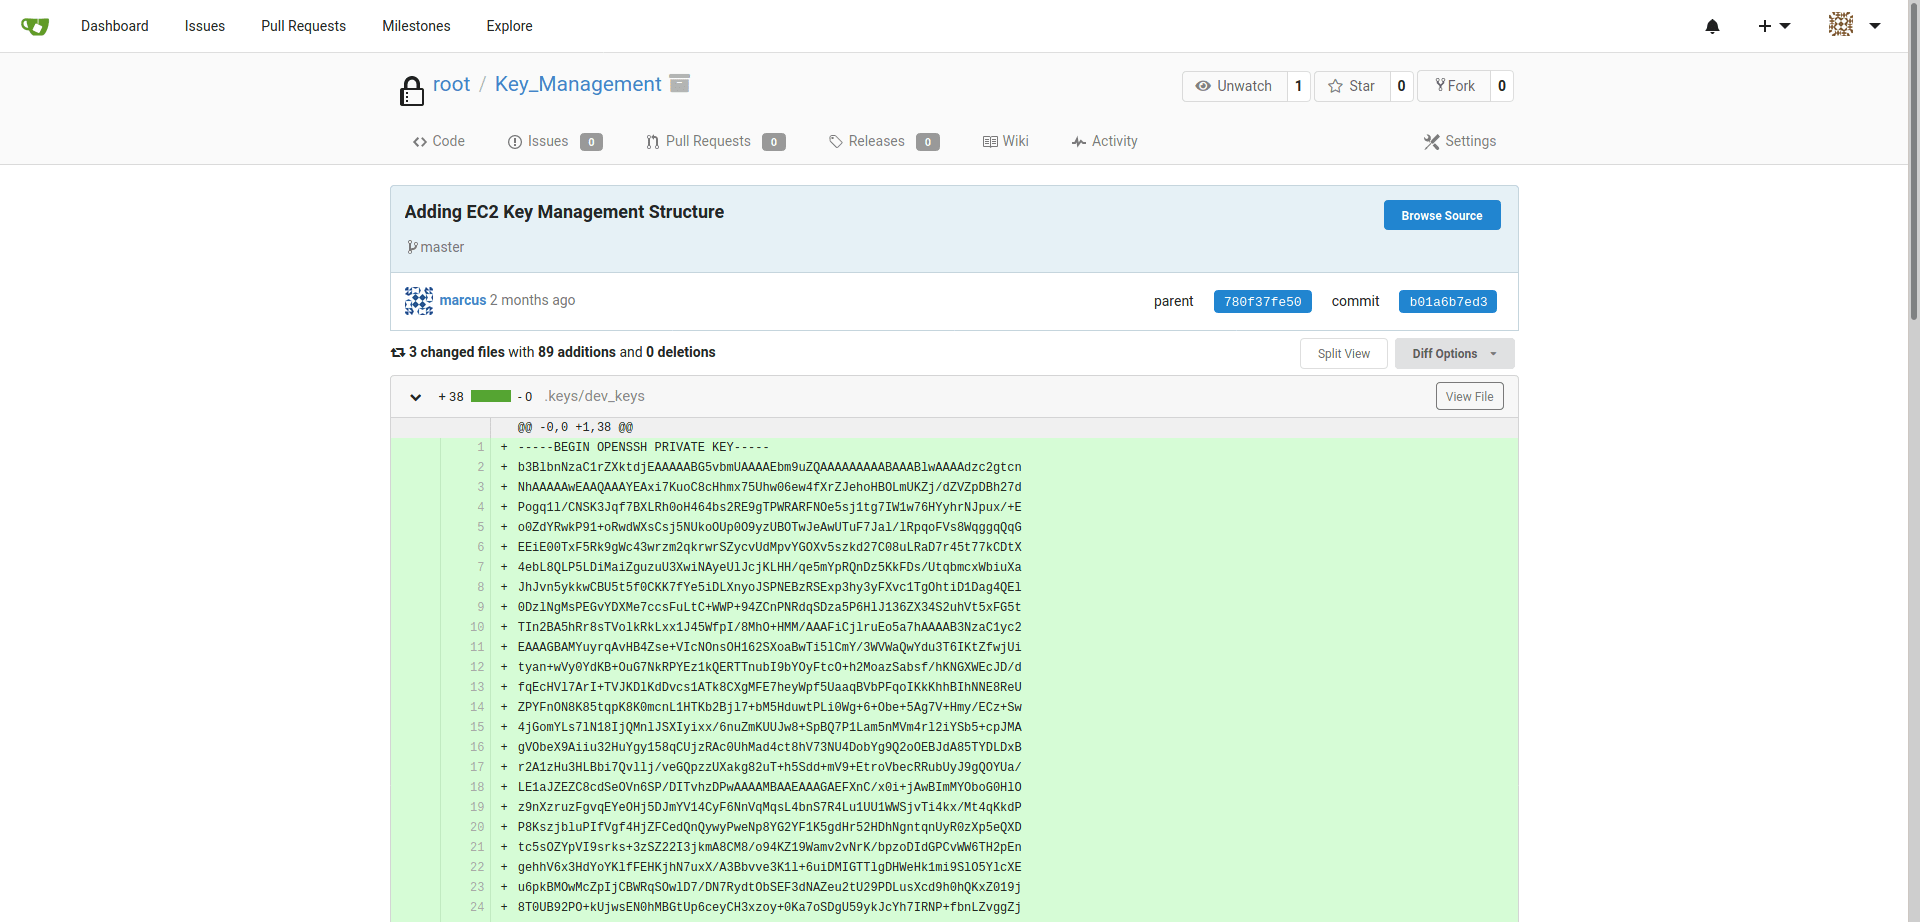 Dashboard
Issues
Pull Requests
Milestones
Explore
root / Key_Management
Unwatch 1
Star 0
Fork 0
Code
Issues 0
Pull Requests 0
Releases 0
Wiki
Activity
Settings
Adding EC2 Key Management Structure
Browse Source
master
marcus 2 months ago
parent 780f37fe50 commit b01a6b7ed3
3 changed files with 89 additions and 0 deletions
Split View
Diff Options
+ 38 - 0 .keys/dev_keys
View File
@@ -0,0 +1,38 @@
1 + -----BEGIN OPENSSH PRIVATE KEY-----
2 + b3BlbnNzaC1rZXktdjEAAAAABG5vbmUAAAAEbm9uZQAAAAAAAAABAAABlwAAAAdzc2gtcn
3 + NhAAAAAwEAAQAAAYEAxi7KuoC8cHhmx75Uhw06ew4fXrZJehoHBOLmUKZj/dZVZpDBh27d
4 + Pogq1l/CNSK3Jqf7BXLRh0oH464bs2RE9gTPWRARFNOe5sj1tg7IW1w76HYyhrNJpux/+E
5 + o0ZdYRwkP91+oRwdWXsCsj5NUkoOUp0O9yzUBOTwJeAwUTuF7Jal/lRpqoFVs8WqggqQqG
6 + EEiE00TxF5Rk9gWc43wrzm2qkrwrSZycvUdMpvYGOXv5szkd27C08uLRaD7r45t77kCDtX
7 + 4ebL8QLP5LDiMaiZguzuU3XwiNAyeUlJcjKLHH/qe5mYpRQnDz5KkFDs/UtqbmcxWbiuXa
8 + JhJvn5ykkwCBU5t5f0CKK7fYe5iDLXnyoJSPNEBzRSExp3hy3yFXvc1TgOhtiD1Dag4QEl
9 + 0DzlNgMsPEGvYDXMe7ccsFuLtC+WWP+94ZCnPNRdqSDza5P6HlJ136ZX34S2uhVt5xFG5t
10 + TIn2BA5hRr8sTVolkRkLxx1J45WfpI/8MhO+HMM/AAAFiCjlruEo5a7hAAAAB3NzaC1yc2
11 + EAAAGBAMYuyrqAvHB4Zse+VIcNOnsOH162SXoaBwTi5lCmY/3WVWaQwYdu3T6IKtZfwjUi
12 + tyan+wVy0YdKB+OuG7NkRPYEz1kQERTTnubI9bYOyFtcO+h2MoazSabsf/hKNGXWEcJD/d
13 + fqEcHVl7ArI+TVJKDlKdDvcs1ATk8CXgMFE7heyWpf5UaaqBVbPFqoIKkKhhBIhNNE8ReU
14 + ZPYFnON8K85tqpK8K0mcnL1HTKb2Bjl7+bM5HduwtPLi0Wg+6+Obe+5Ag7V+Hmy/ECz+Sw
15 + 4jGomYLs7lN18IjQMnlJSXIyixx/6nuZmKUUJw8+SpBQ7P1Lam5nMVm4rl2iYSb5+cpJMA
16 + gVObeX9Aiiu32HuYgy158qCUjzRAc0UhMad4ct8hV73NU4DobYg9Q2oOEBJdA85TYDLDxB
17 + r2A1zHu3HLBbi7Qvllj/veGQpzzUXakg82uT+h5Sdd+mV9+EtroVbecRRubUyJ9gQOYUa/
18 + LE1aJZEZC8cdSeOVn6SP/DITvhzDPwAAAAMBAAEAAAGAEFXnC/x0i+jAwBImMYOboG0HlO
19 + z9nXzruzFgvqEYeOHj5DJmYV14CyF6NnVqMqsL4bnS7R4Lu1UU1WWSjvTi4kx/Mt4qKkdP
20 + P8KszjbluPIfVgf4HjZFCedQnQywyPweNp8YG2YF1K5gdHr52HDhNgntqnUyR0zXp5eQXD
21 + tc5sOZYpVI9srks+3zSZ22I3jkmA8CM8/o94KZ19Wamv2vNrK/bpzoDIdGPCvWW6TH2pEn
22 + gehhV6x3HdYoYKlfFEHKjhN7uxX/A3Bbvve3K1l+6uiDMIGTTlgDHWeHk1mi9SlO5YlcXE
23 + u6pkBMOwMcZpIjCBWRqSOwlD7/DN7RydtObSEF3dNAZeu2tU29PDLusXcd9h0hQKxZ019j
24 + 8T0UB92PO+kUjwsEN0hMBGtUp6ceyCH3xzoy+0Ka7oSDgU59ykJcYh7IRNP+fbnLZvggZj